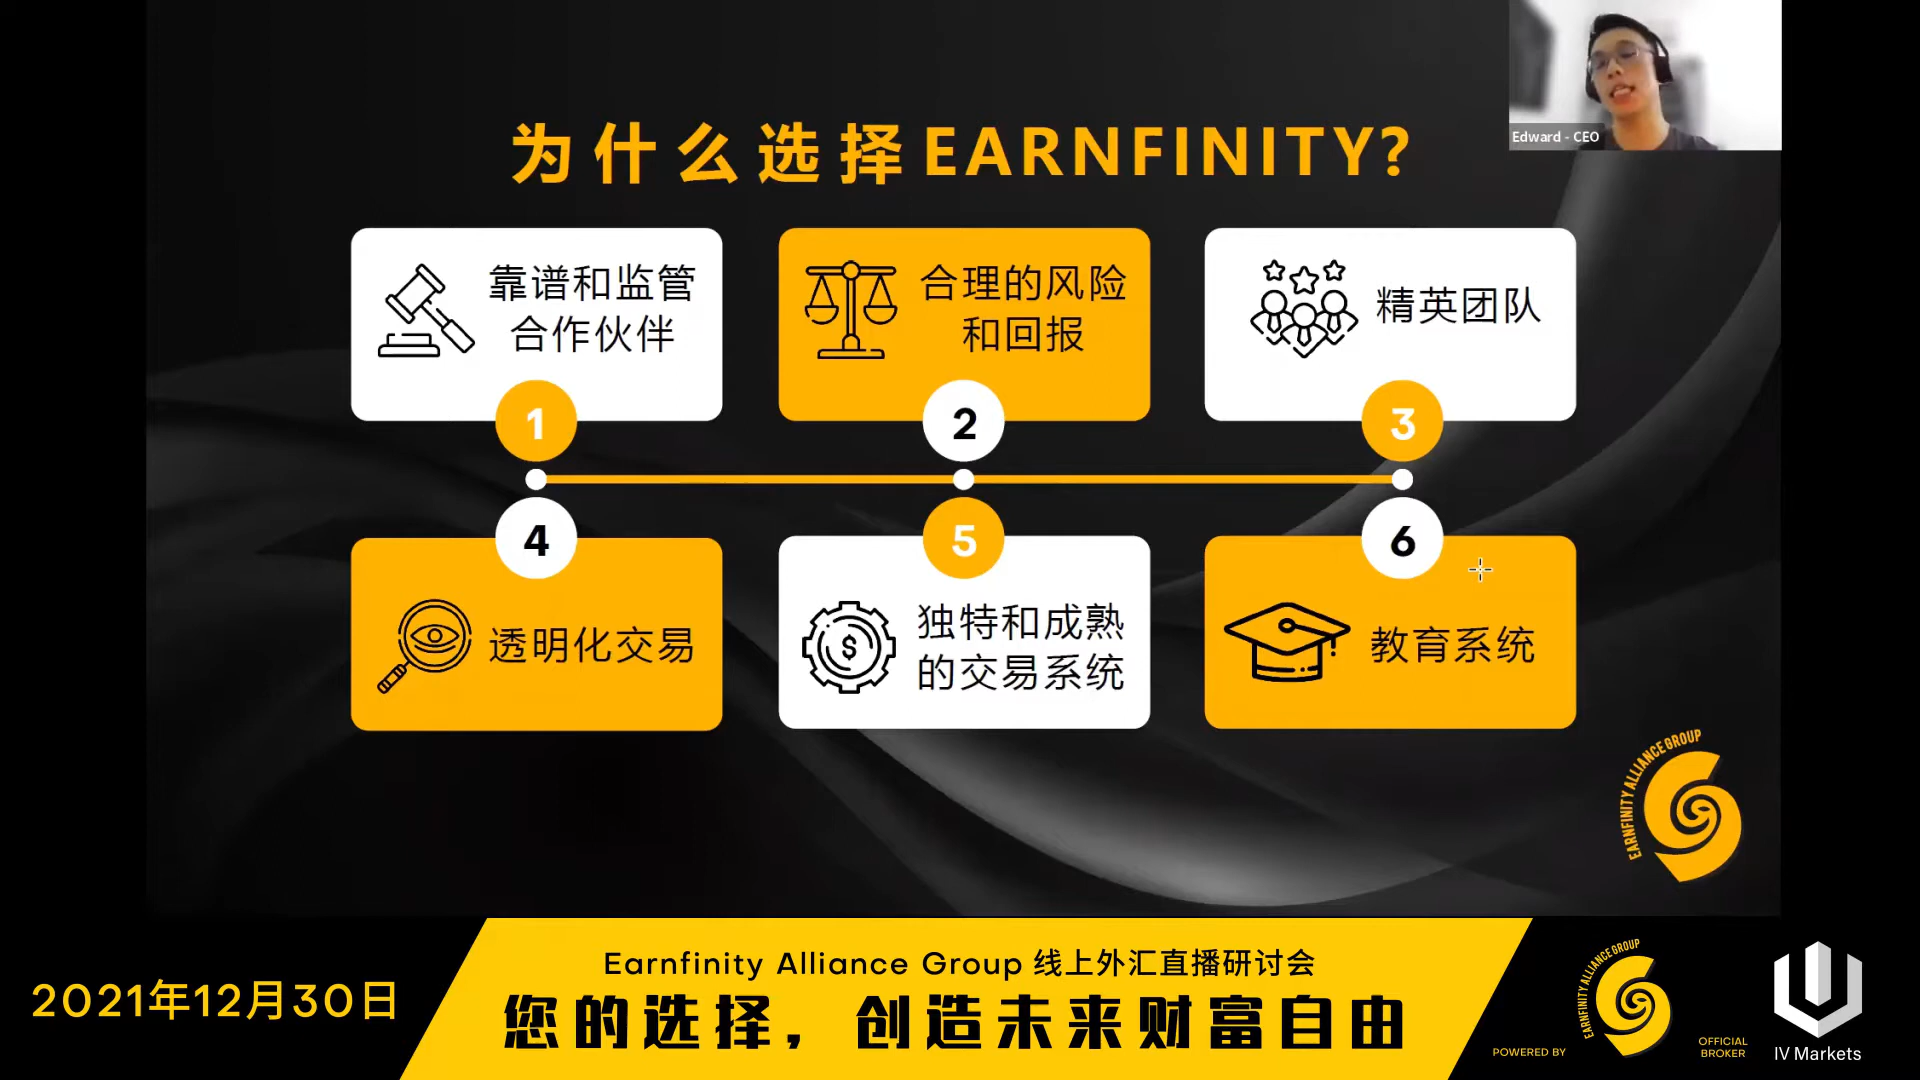 Edward - CEO
为什么选择EARNFINITY?
靠谱和监管
合作伙伴
1
合理的风险
和回报
2
精英团队
3
4
透明化交易
5
独特和成熟
的交易系统
6
教育系统
EARNFINITY ALLIANCE GROUP
2021年12月30日
Earnfinity Alliance Group 线上外汇直播研讨会
您的选择，创造未来财富自由
POWERED BY
EARNFINITY ALLIANCE GROUP
OFFICIAL
BROKER
IV Markets